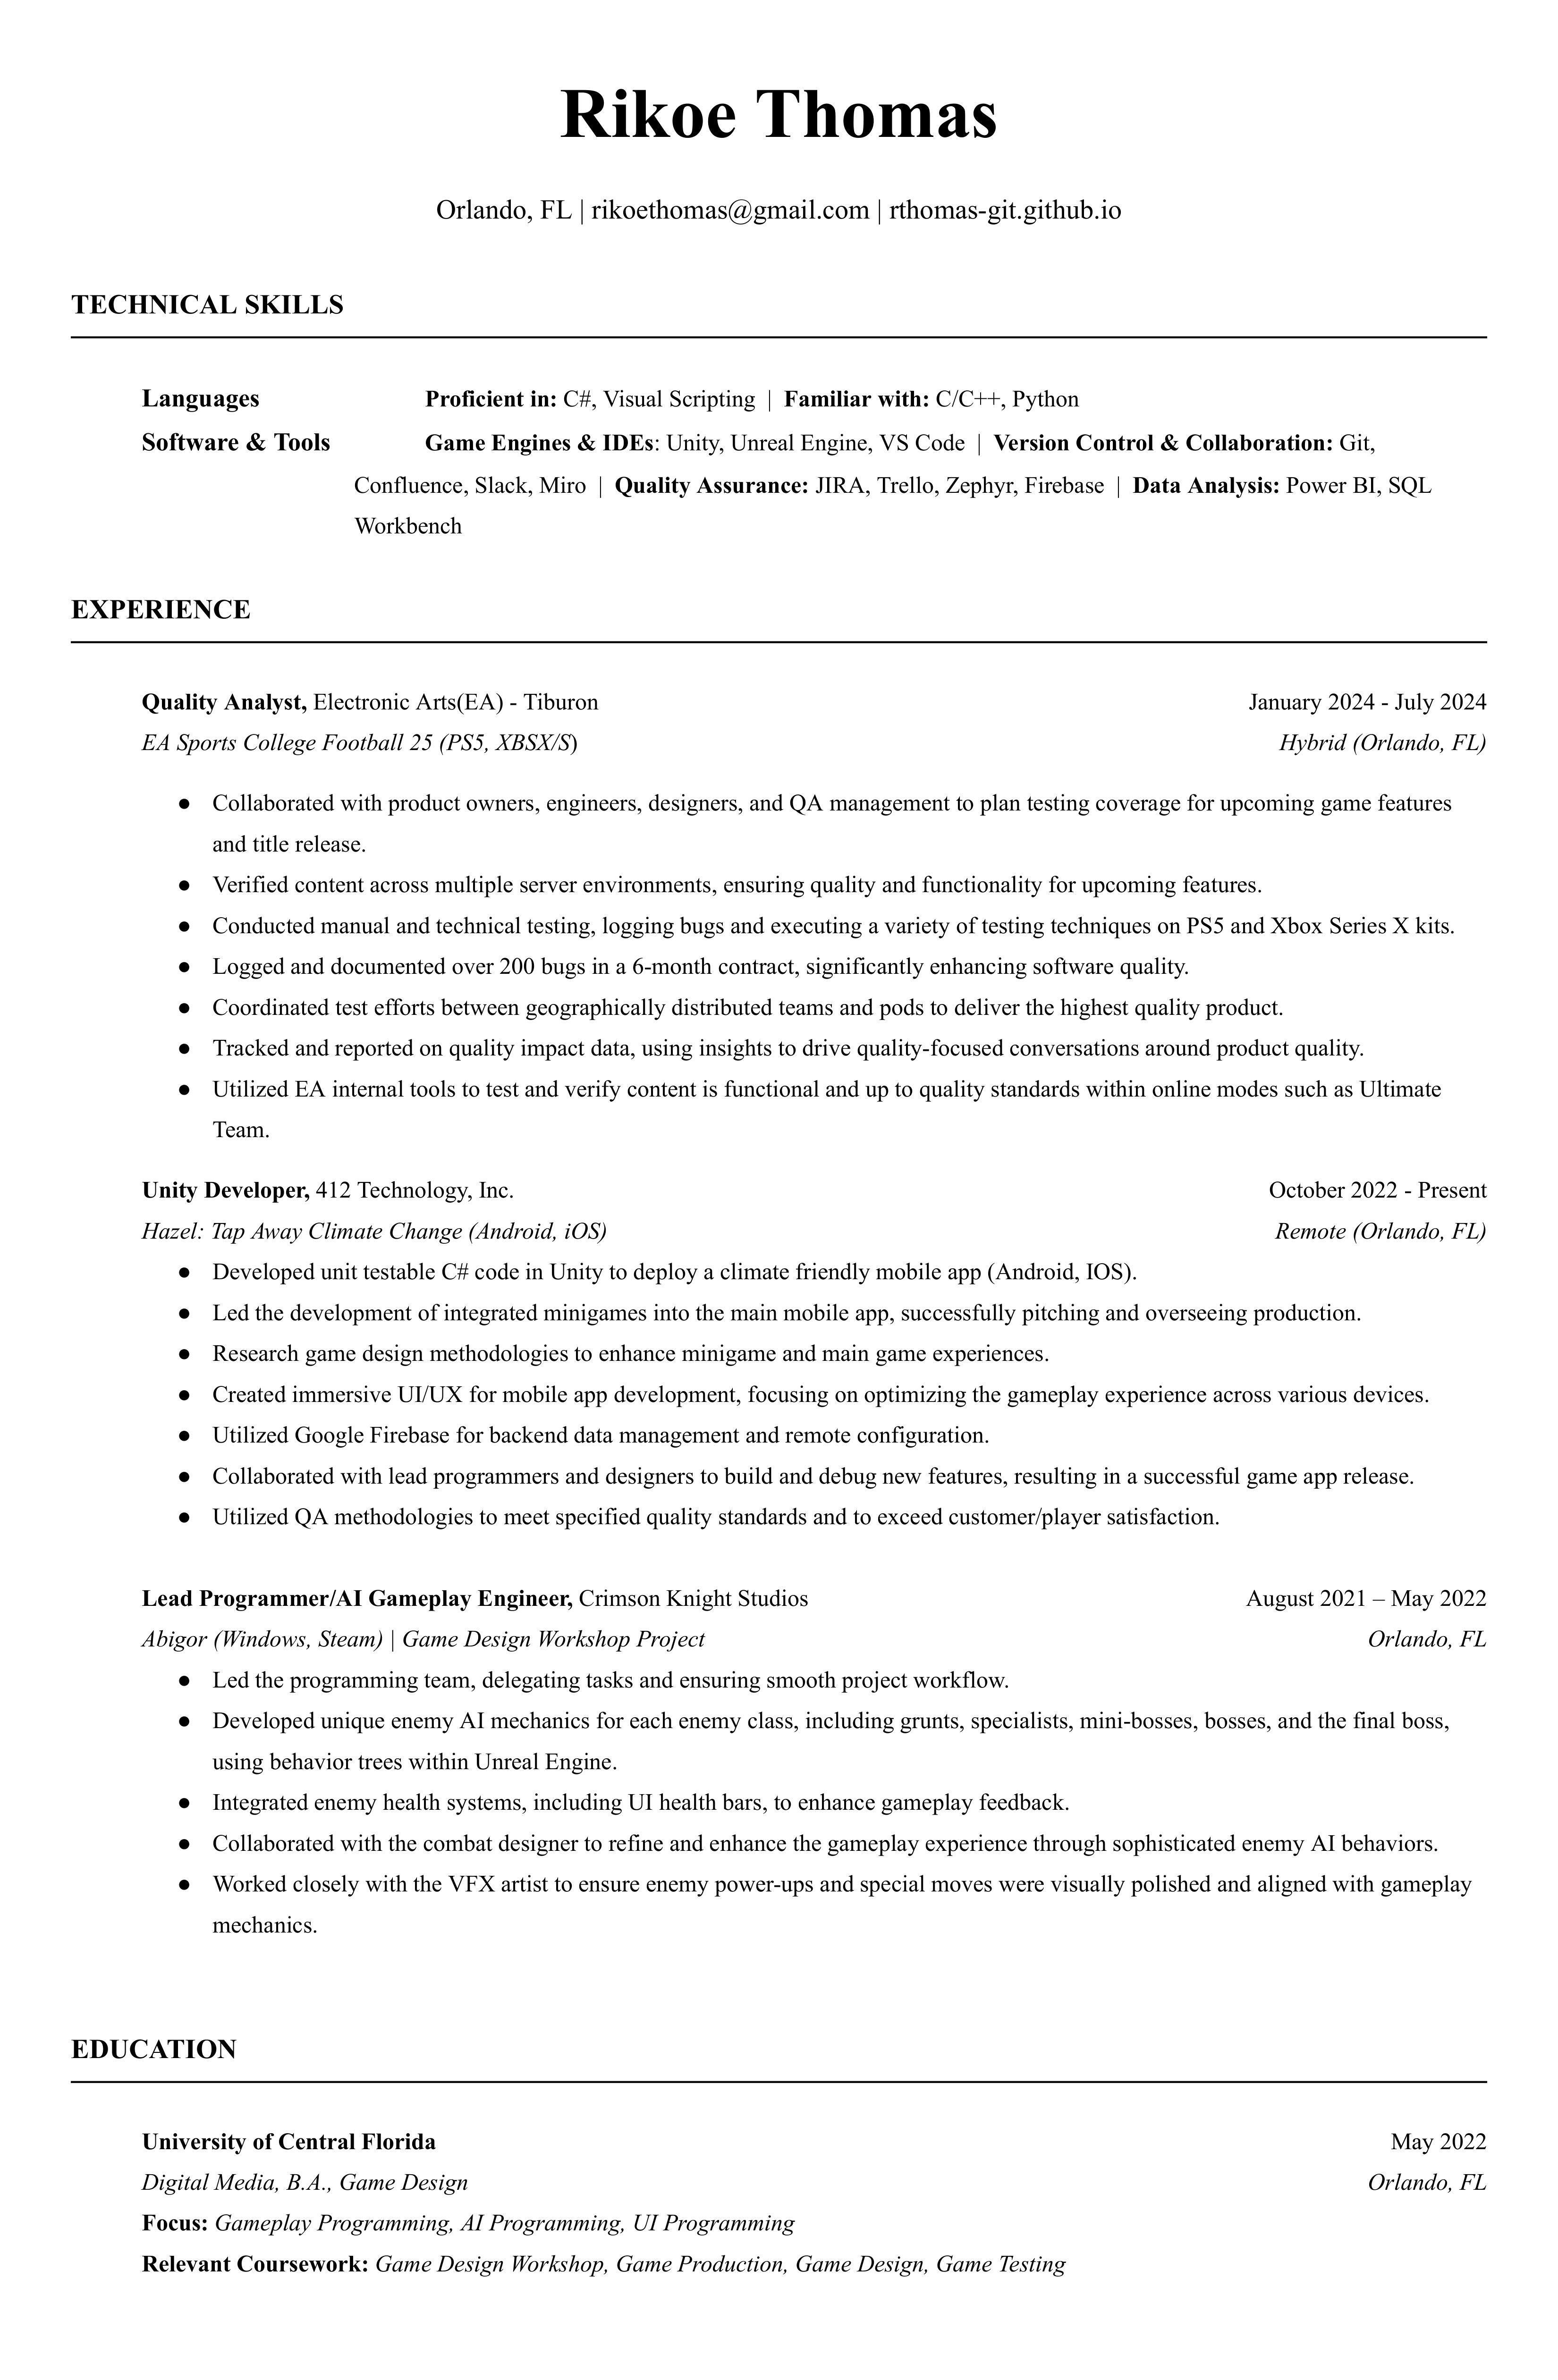 Rikoe Thomas
Orlando, FL | rikoethomas@gmail.com | rthomas-git.github.io
TECHNICAL SKILLS
Languages Proficient in: C#, Visual Scripting | Familiar with: C/C++, Python
Software & Tools Game Engines & IDEs: Unity, Unreal Engine, VS Code | Version Control & Collaboration: Git,
Confluence, Slack, Miro | Quality Assurance: JIRA, Trello, Zephyr, Firebase | Data Analysis: Power BI, SQL
Workbench
EXPERIENCE
Quality Analyst, Electronic Arts(EA) - Tiburon January 2024 - July 2024
EA Sports College Football 25 (PS5, XBSX/S) Hybrid (Orlando, FL)
● Collaborated with product owners, engineers, designers, and QA management to plan testing coverage for upcoming game features
and title release.
● Verified content across multiple server environments, ensuring quality and functionality for upcoming features.
● Conducted manual and technical testing, logging bugs and executing a variety of testing techniques on PS5 and Xbox Series X kits.
● Logged and documented over 200 bugs in a 6-month contract, significantly enhancing software quality.
● Coordinated test efforts between geographically distributed teams and pods to deliver the highest quality product.
● Tracked and reported on quality impact data, using insights to drive quality-focused conversations around product quality.
● Utilized EA internal tools to test and verify content is functional and up to quality standards within online modes such as Ultimate
Team.
Unity Developer, 412 Technology, Inc. October 2022 - Present
Hazel: Tap Away Climate Change (Android, iOS) Remote (Orlando, FL)
● Developed unit testable C# code in Unity to deploy a climate friendly mobile app (Android, IOS).
● Led the development of integrated minigames into the main mobile app, successfully pitching and overseeing production.
● Research game design methodologies to enhance minigame and main game experiences.
● Created immersive UI/UX for mobile app development, focusing on optimizing the gameplay experience across various devices.
● Utilized Google Firebase for backend data management and remote configuration.
● Collaborated with lead programmers and designers to build and debug new features, resulting in a successful game app release.
● Utilized QA methodologies to meet specified quality standards and to exceed customer/player satisfaction.
Lead Programmer/AI Gameplay Engineer, Crimson Knight Studios August 2021 – May 2022
Abigor (Windows, Steam) | Game Design Workshop Project Orlando, FL
● Led the programming team, delegating tasks and ensuring smooth project workflow.
● Developed unique enemy AI mechanics for each enemy class, including grunts, specialists, mini-bosses, bosses, and the final boss,
using behavior trees within Unreal Engine.
● Integrated enemy health systems, including UI health bars, to enhance gameplay feedback.
● Collaborated with the combat designer to refine and enhance the gameplay experience through sophisticated enemy AI behaviors.
● Worked closely with the VFX artist to ensure enemy power-ups and special moves were visually polished and aligned with gameplay
mechanics.
EDUCATION
University of Central Florida May 2022
Digital Media, B.A., Game Design Orlando, FL
Focus: Gameplay Programming, AI Programming, UI Programming
Relevant Coursework: Game Design Workshop, Game Production, Game Design, Game Testing